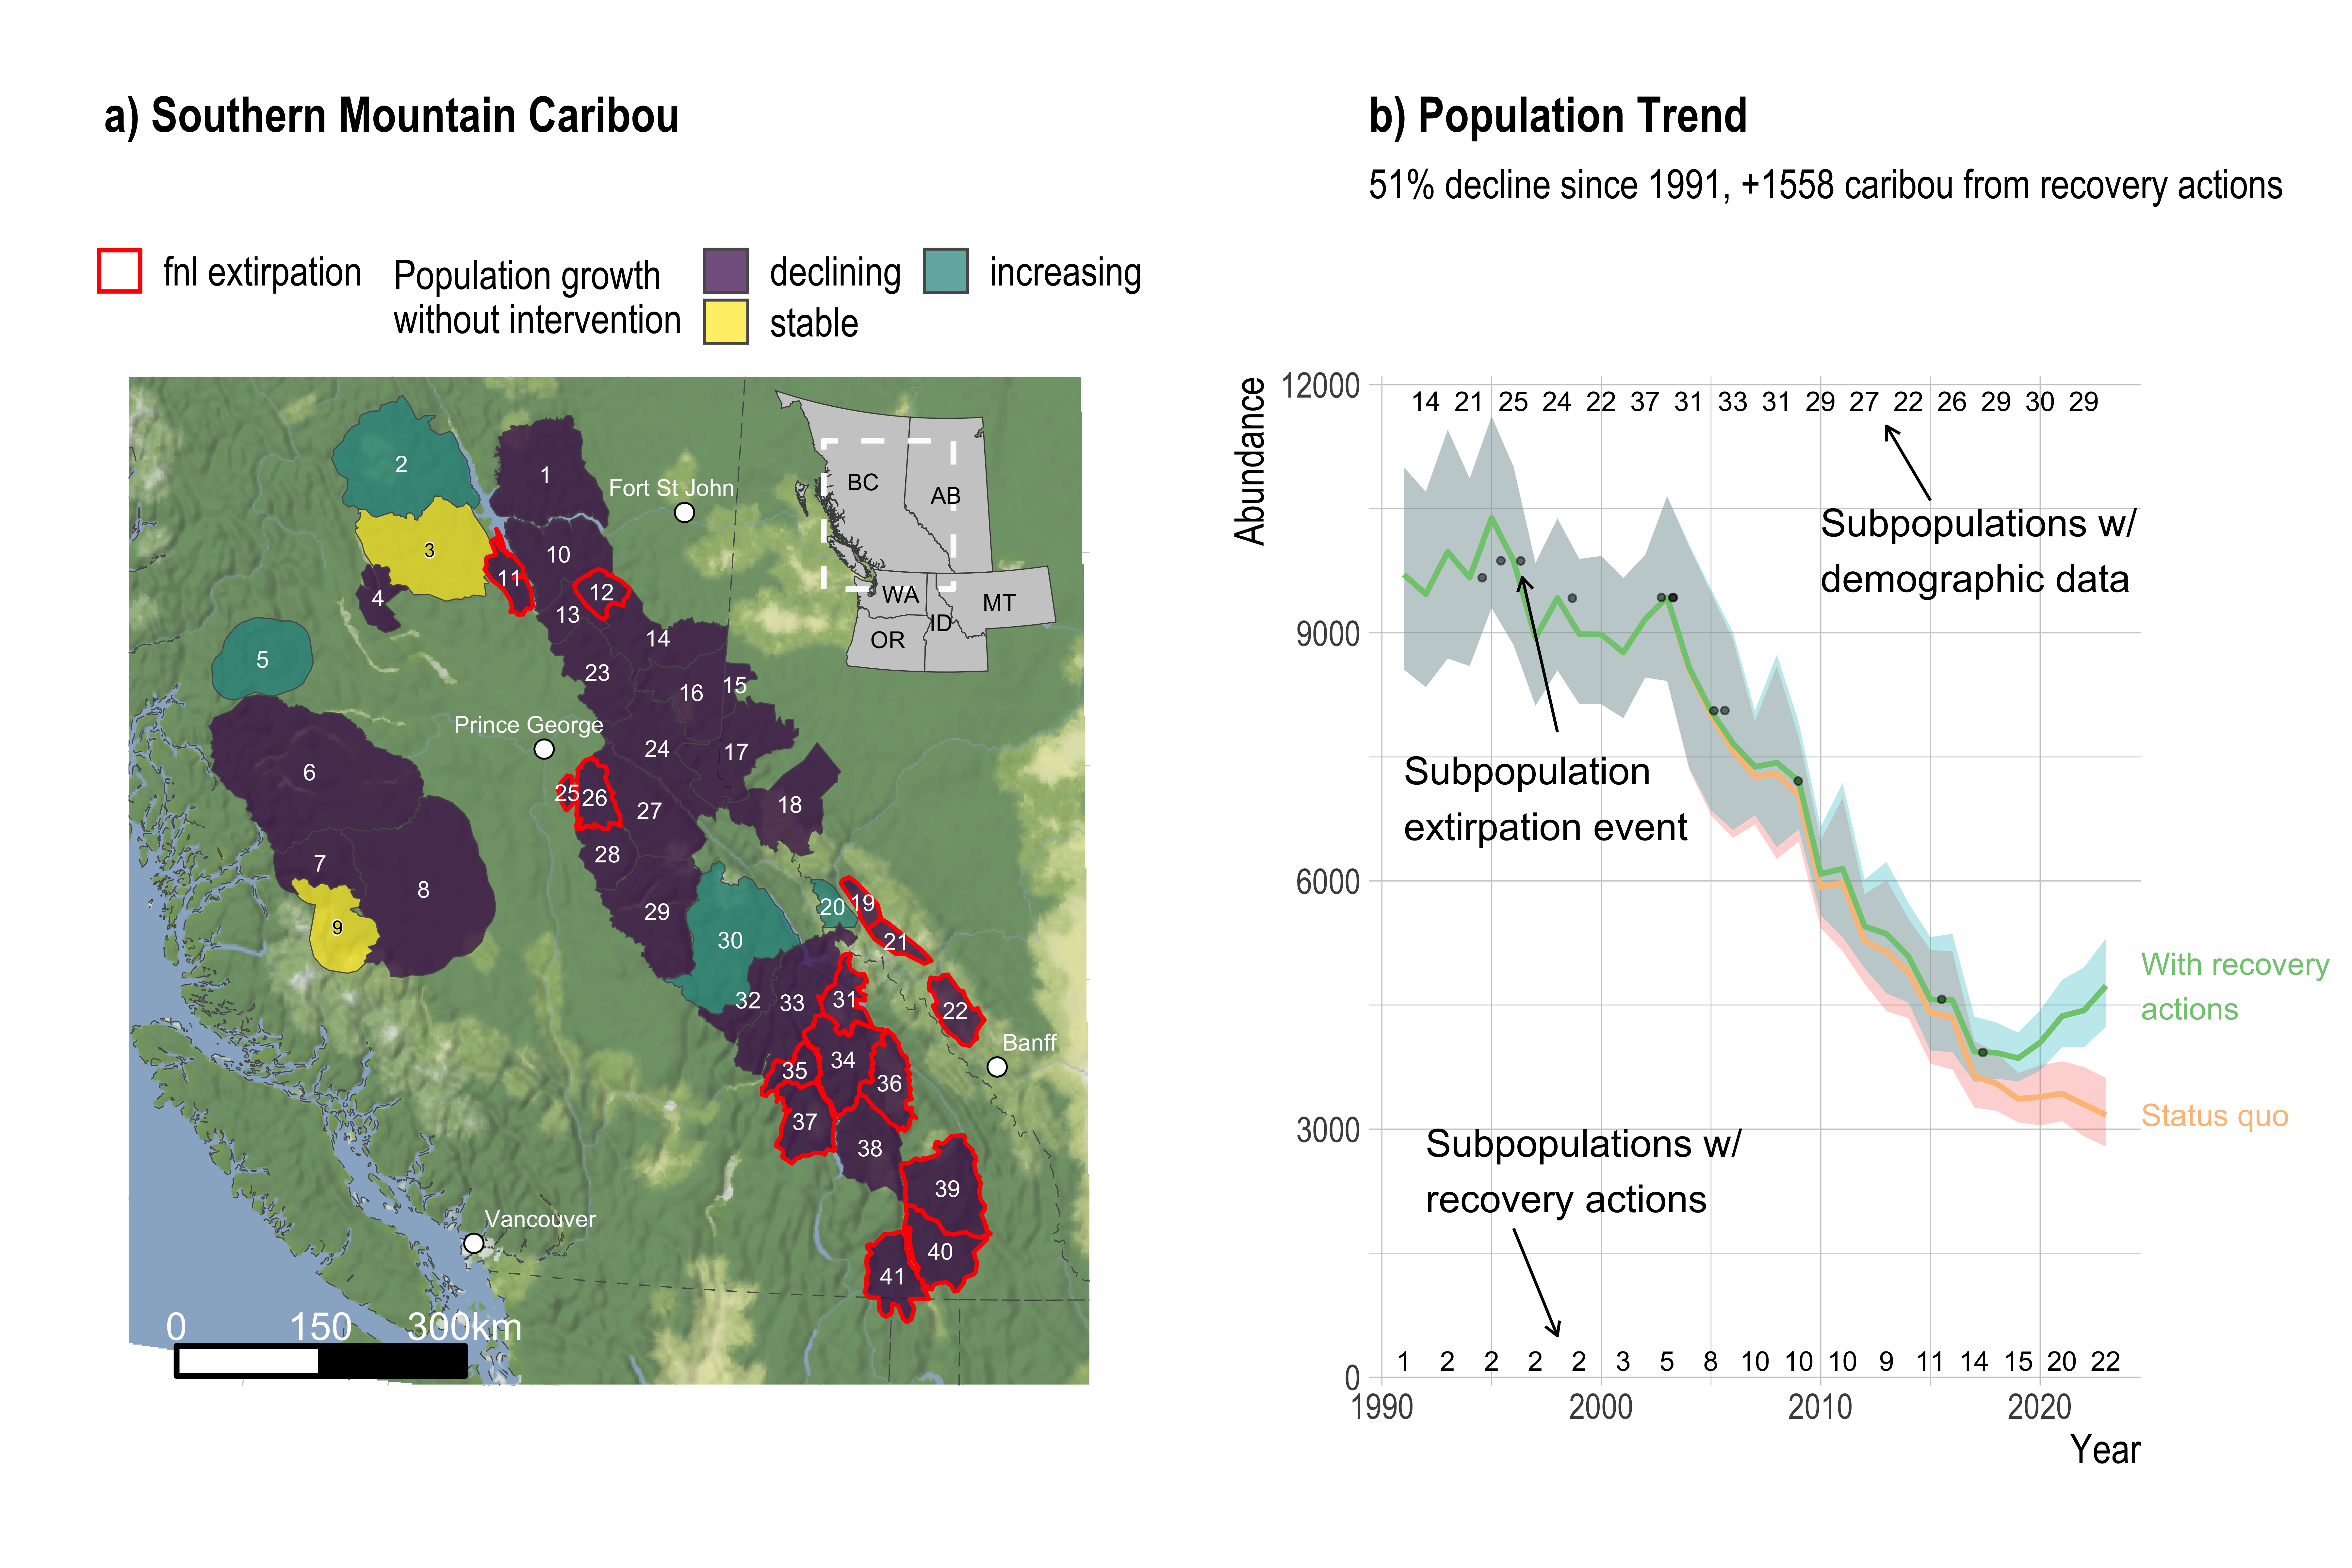 a) Southern Mountain Caribou
fnl extirpation
Population growth
without intervention
declining
increasing
stable
2
1
Fort St John
3
10
11
12
4
13
14
5
23
16
15
Prince George
24
17
6
25
26
27
18
28
7
8
29
9
30
20
19
21
32
33
31
22
Banff
34
35
36
37
38
39
40
41
Vancouver
0 150 300km
BC
AB
WA
MT
ID
OR
b) Population Trend
51% decline since 1991, +1558 caribou from recovery actions
Abundance
12000
9000
6000
3000
0
14 21 25 24 22 37 31 33 31 29 27 22 26 29 30 29
Subpopulations w/
demographic data
Subpopulation
extirpation event
With recovery
actions
Status quo
Subpopulations w/
recovery actions
1 2 2 2 2 3 5 8 10 10 10 9 11 14 15 20 22
1990 2000 2010 2020
Year